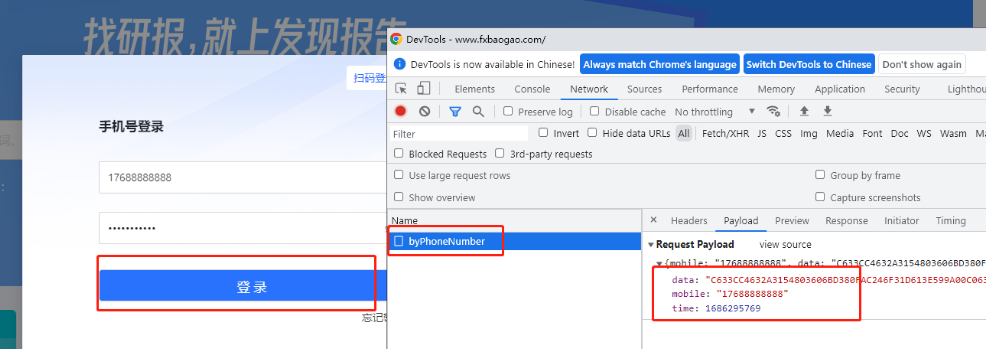 找研报,就上发现报告
扫码登
手机号登录
17688888888
•••••••••••
登录
忘记
DevTools - www.fxbaogao.com/
DevTools is now available in Chinese!
Always match Chrome's language
Switch DevTools to Chinese
Don't show again
Elements Console Network Sources Performance Memory Application Security Lighthou
Preserve log Disable cache No throttling
Filter Invert Hide data URLs All Fetch/XHR JS CSS Img Media Font Doc WS Wasm Ma
Blocked Requests 3rd-party requests
Use large request rows Group by frame
Show overview Capture screenshots
Name
byPhoneNumber
× Headers Payload Preview Response Initiator Timing
Request Payload view source
{mobile: "17688888888", data: "C633CC4632A3154803606BD380F
data: "C633CC4632A3154803606BD380FAC246F31D613E599A00C063
mobile: "17688888888"
time: 1686295769